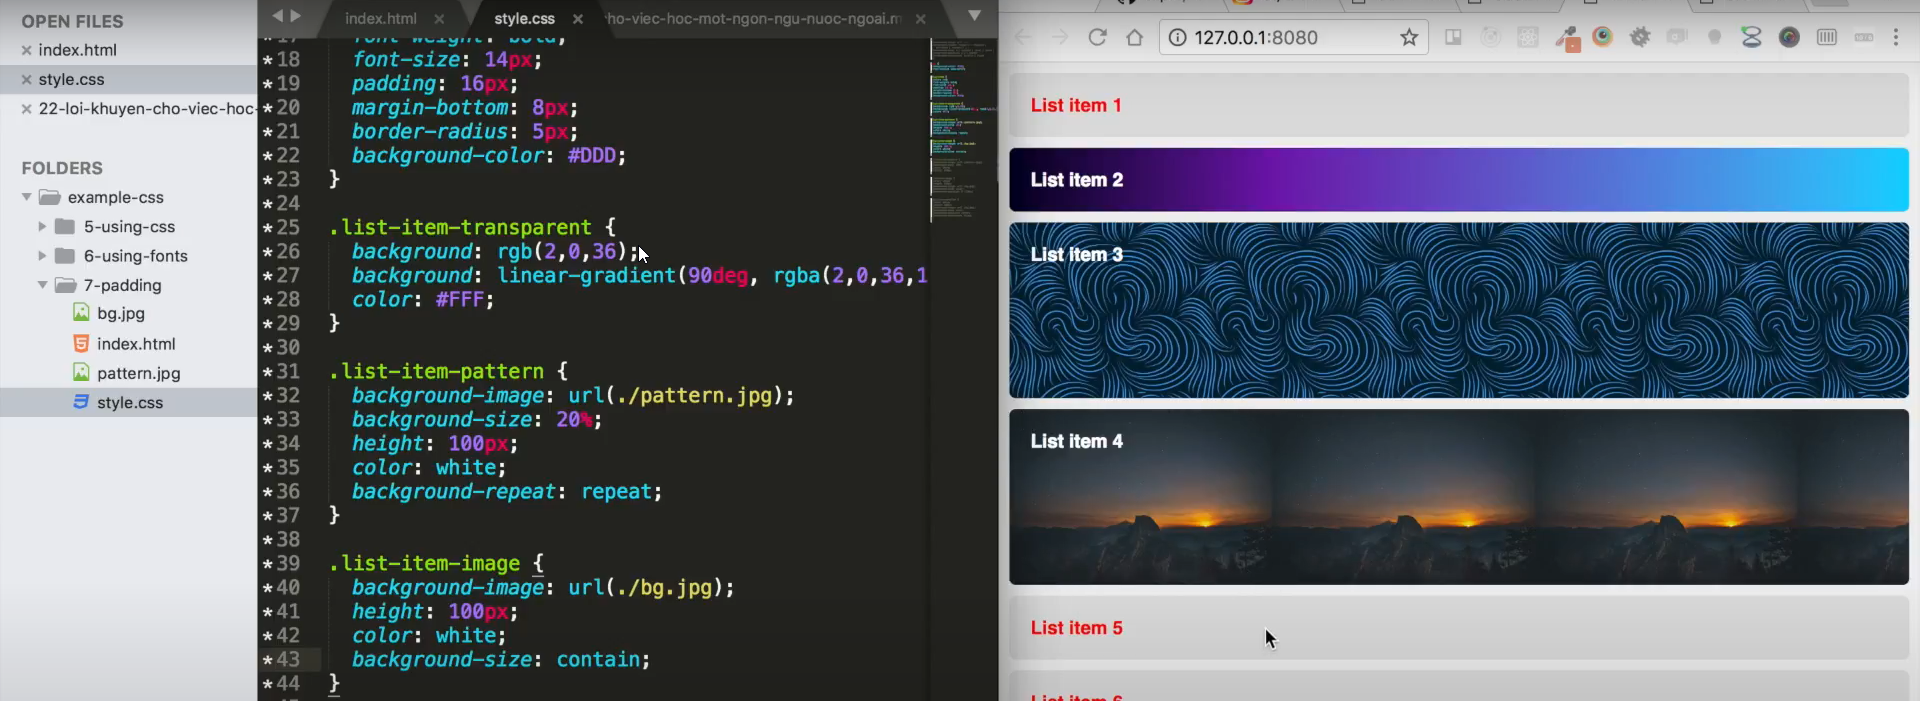 OPEN FILES
index.html
style.css
22-loi-khuyen-cho-viec-hoc-
FOLDERS
example-css
5-using-css
6-using-fonts
7-padding
bg.jpg
index.html
pattern.jpg
style.css
index.html
style.css
ho-viec-hoc-mot-ngon-ngu-nuoc-ngoai.m
17 font-weight: bold;
*18 font-size: 14px;
*19 padding: 16px;
*20 margin-bottom: 8px;
*21 border-radius: 5px;
*22 background-color: #DDD;
*23 }
*24
*25 .list-item-transparent {
*26 background: rgb(2,0,36);
*27 background: linear-gradient(90deg, rgba(2,0,36,1
*28 color: #FFF;
*29 }
*30
*31 .list-item-pattern {
*32 background-image: url(./pattern.jpg);
*33 background-size: 20%;
*34 height: 100px;
*35 color: white;
*36 background-repeat: repeat;
*37 }
*38
*39 .list-item-image {
*40 background-image: url(./bg.jpg);
*41 height: 100px;
*42 color: white;
*43 background-size: contain;
*44 }
127.0.0.1:8080
List item 1
List item 2
List item 3
List item 4
List item 5
List item 6